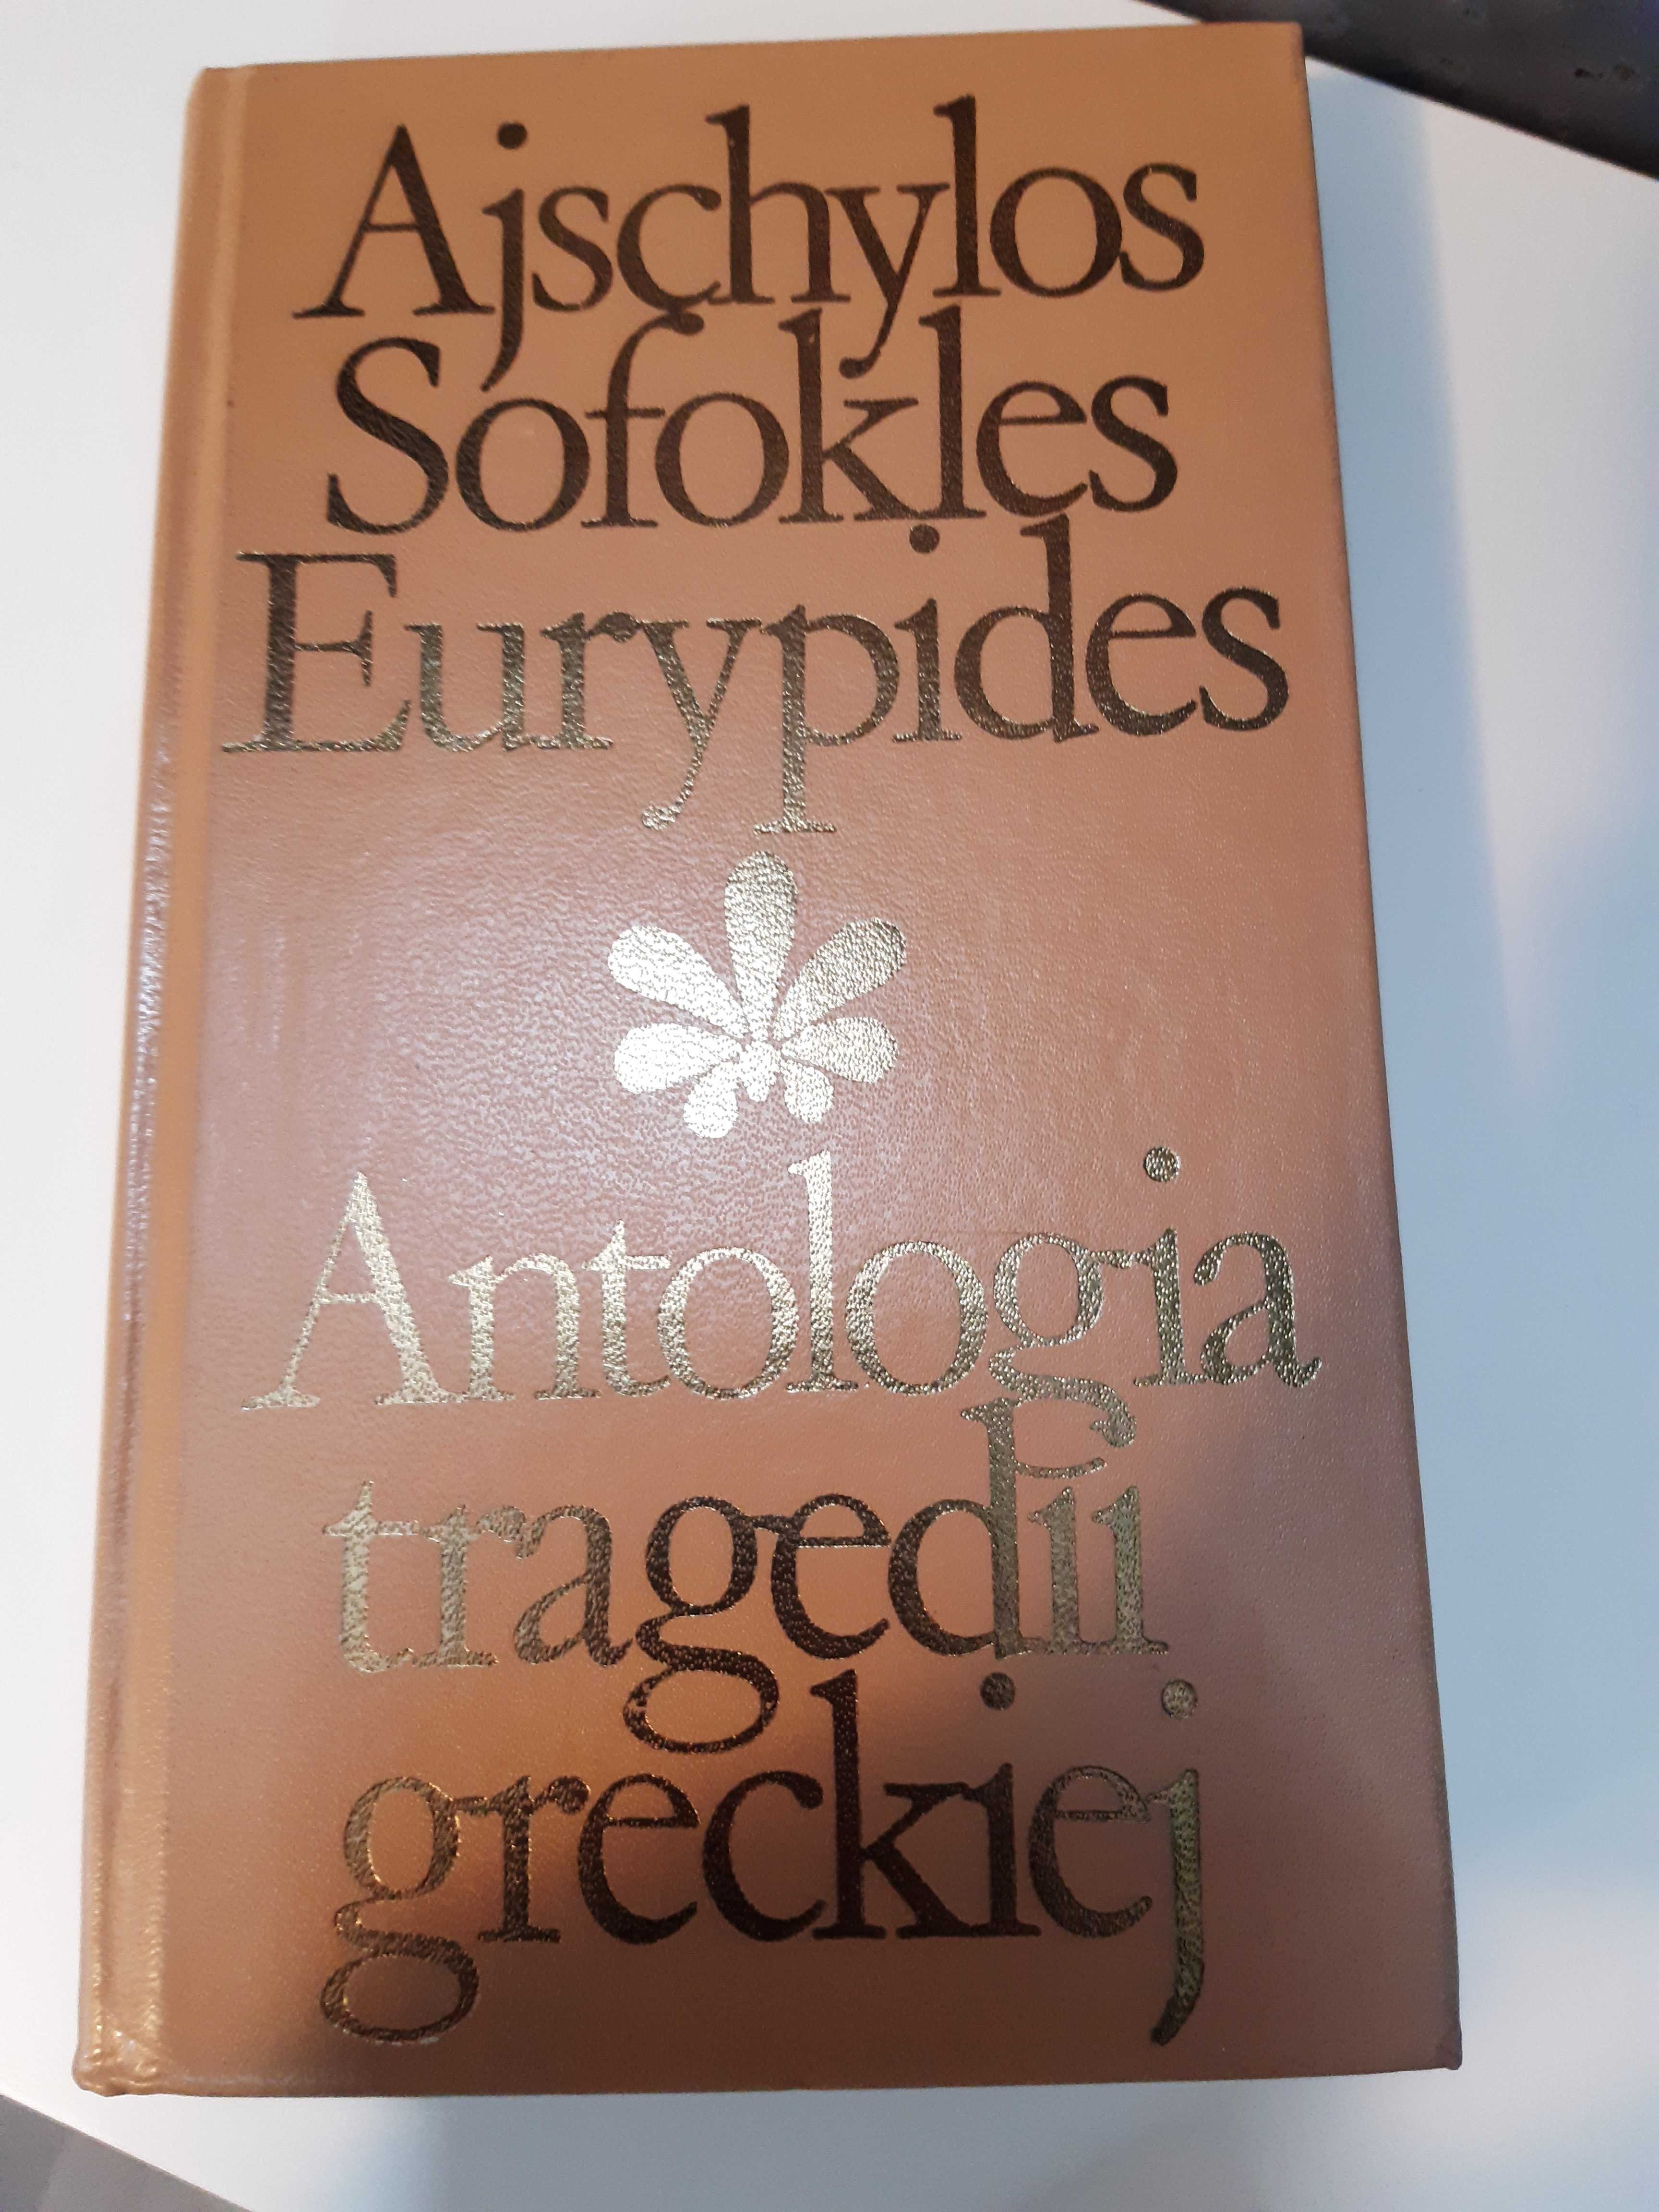 Ajschylos
Sofokles
Eurypides
Antologia
tragedii
greckiej